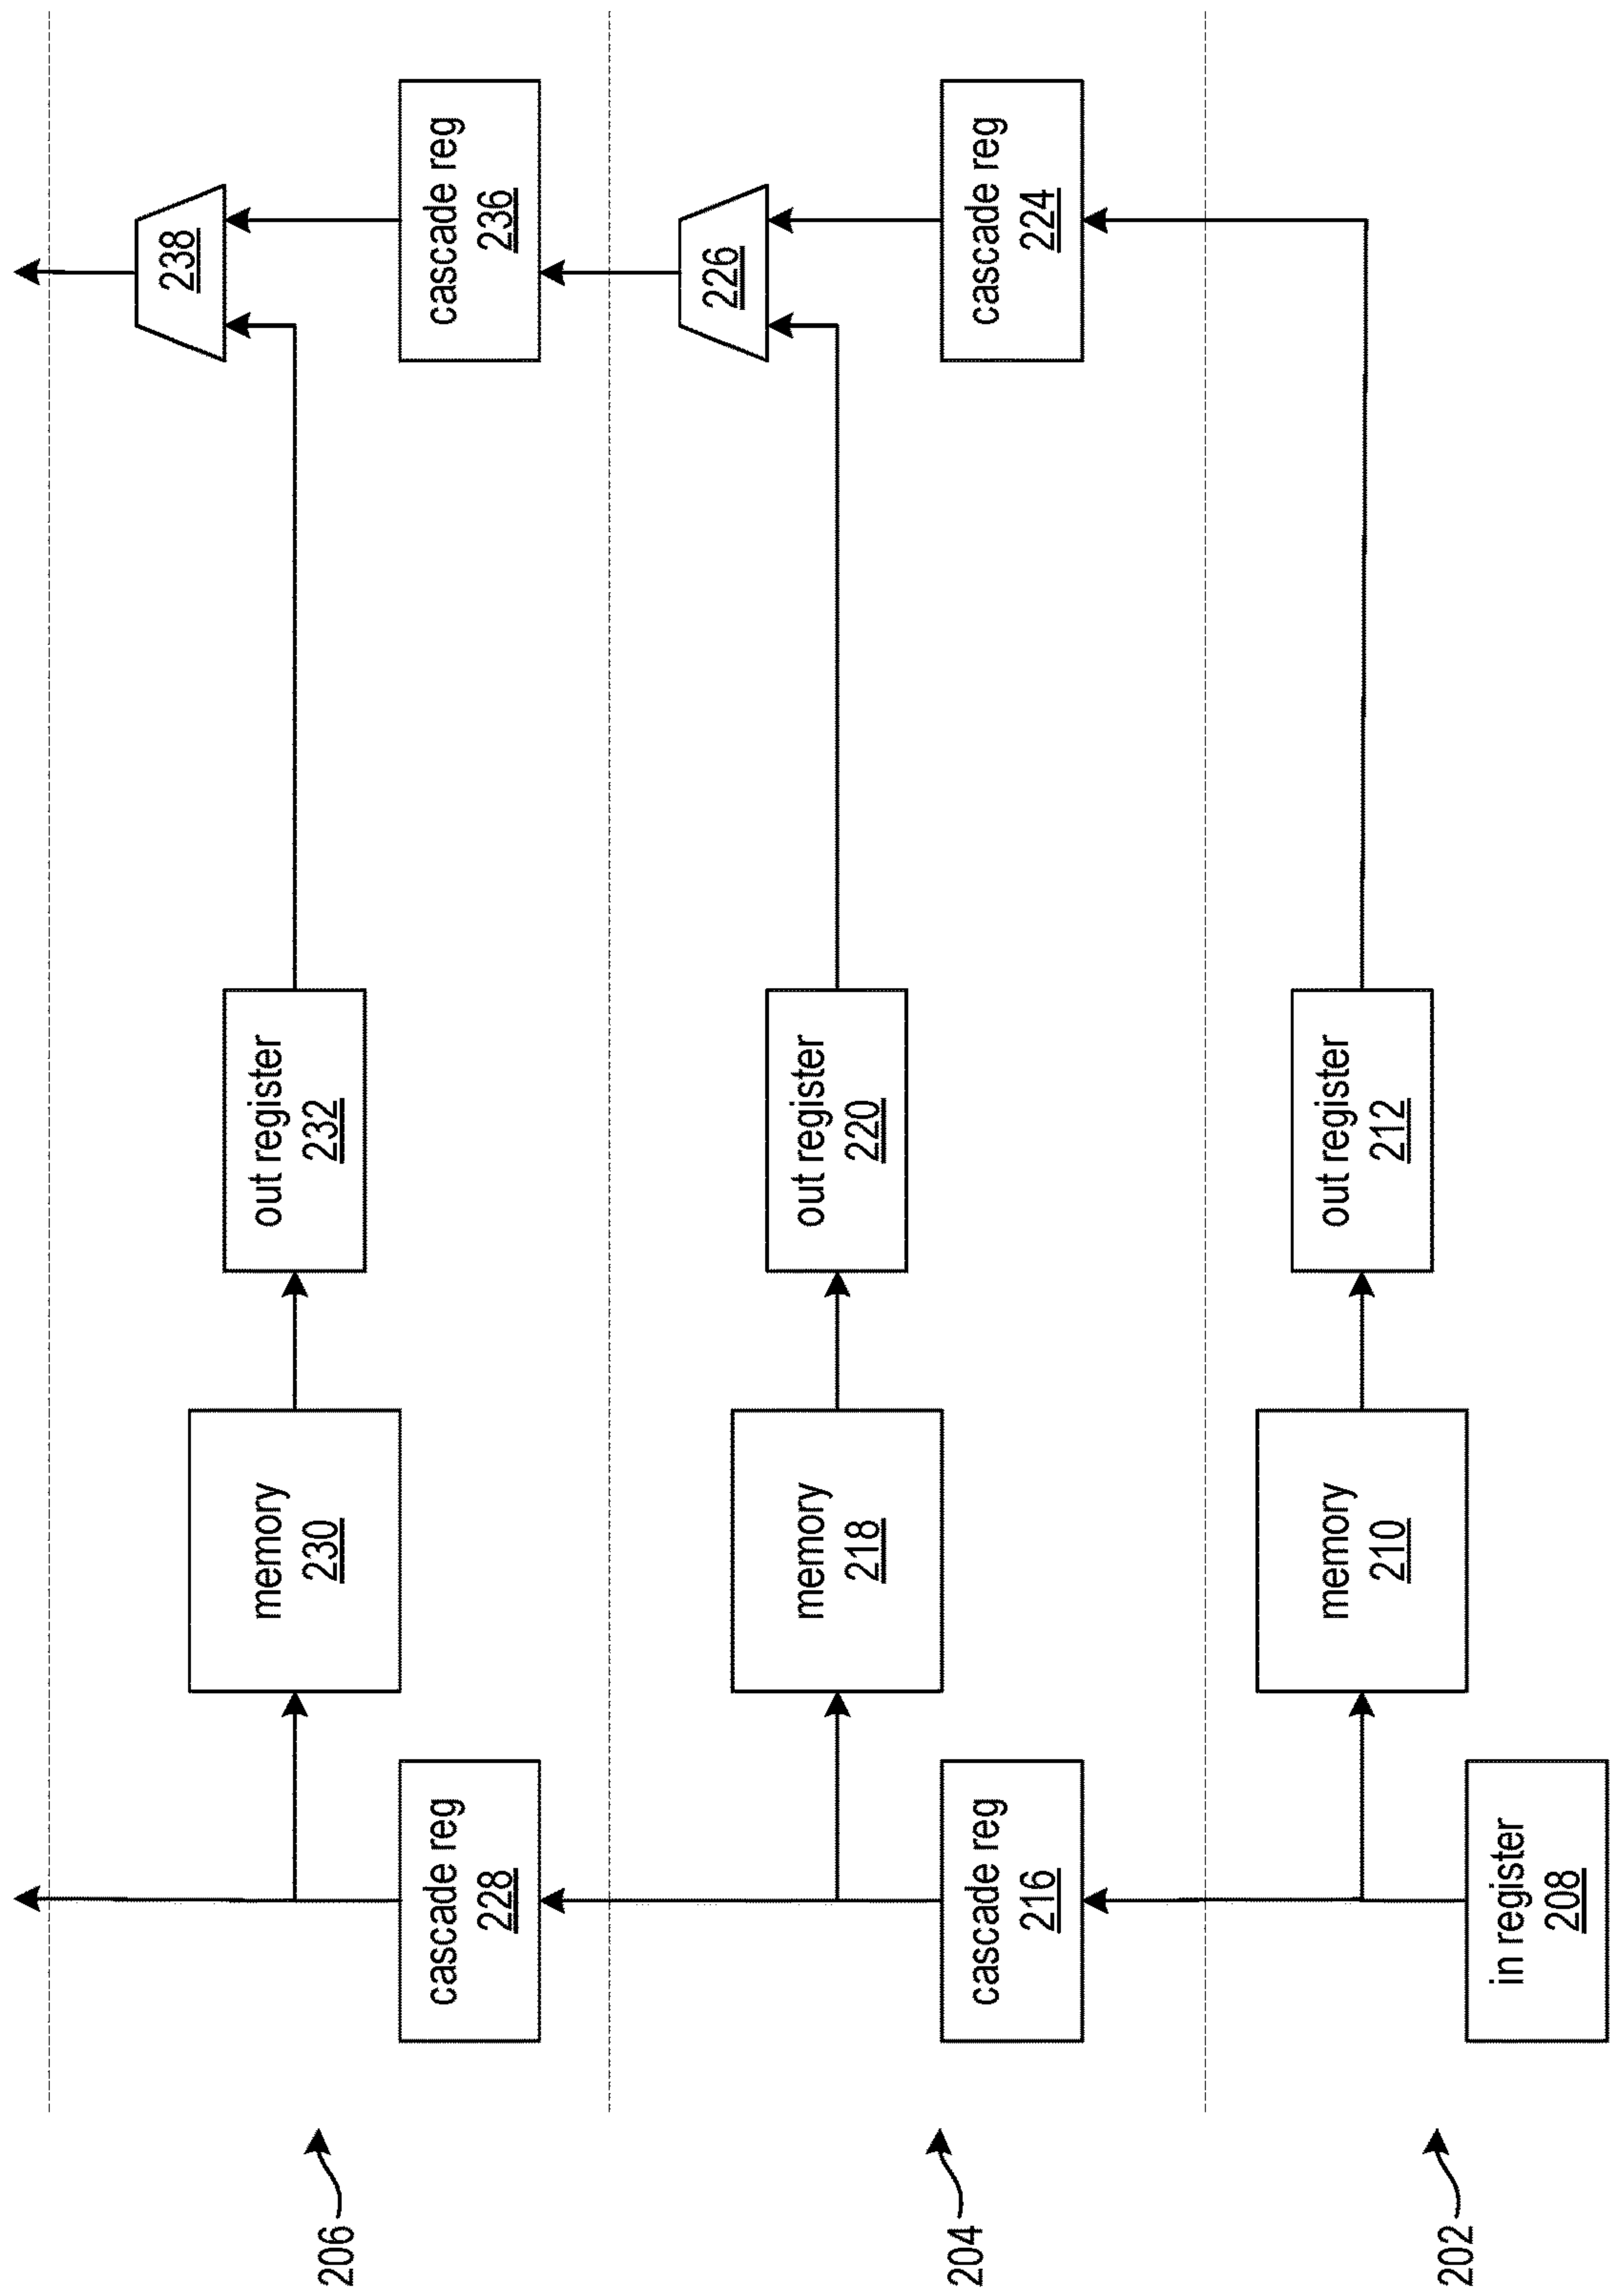 206
cascade reg
228
memory
230
out register
232
cascade reg
236
238
204
cascade reg
216
memory
218
out register
220
cascade reg
224
226
202
in register
208
memory
210
out register
212